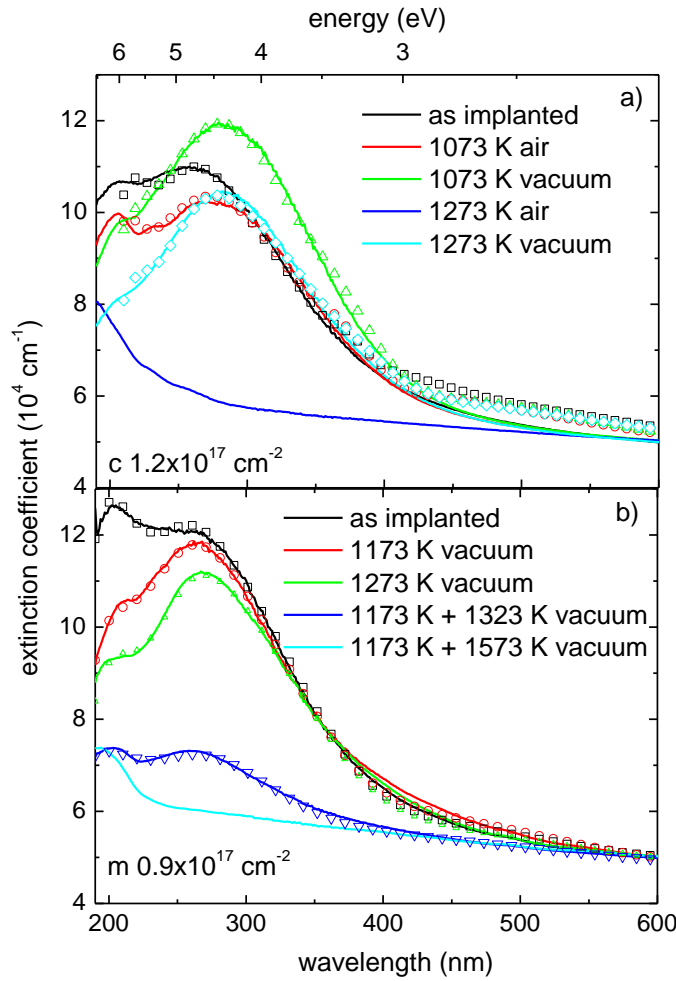 energy (eV)
6 5 4 3
a)
as implanted
1073 K air
1073 K vacuum
1273 K air
1273 K vacuum
12
10
8
6
4
c 1.2x10¹⁷ cm⁻²
extinction coefficient (10⁴ cm⁻¹)
b)
as implanted
1173 K vacuum
1273 K vacuum
1173 K + 1323 K vacuum
1173 K + 1573 K vacuum
12
10
8
6
4
m 0.9x10¹⁷ cm⁻²
200 300 400 500 600
wavelength (nm)